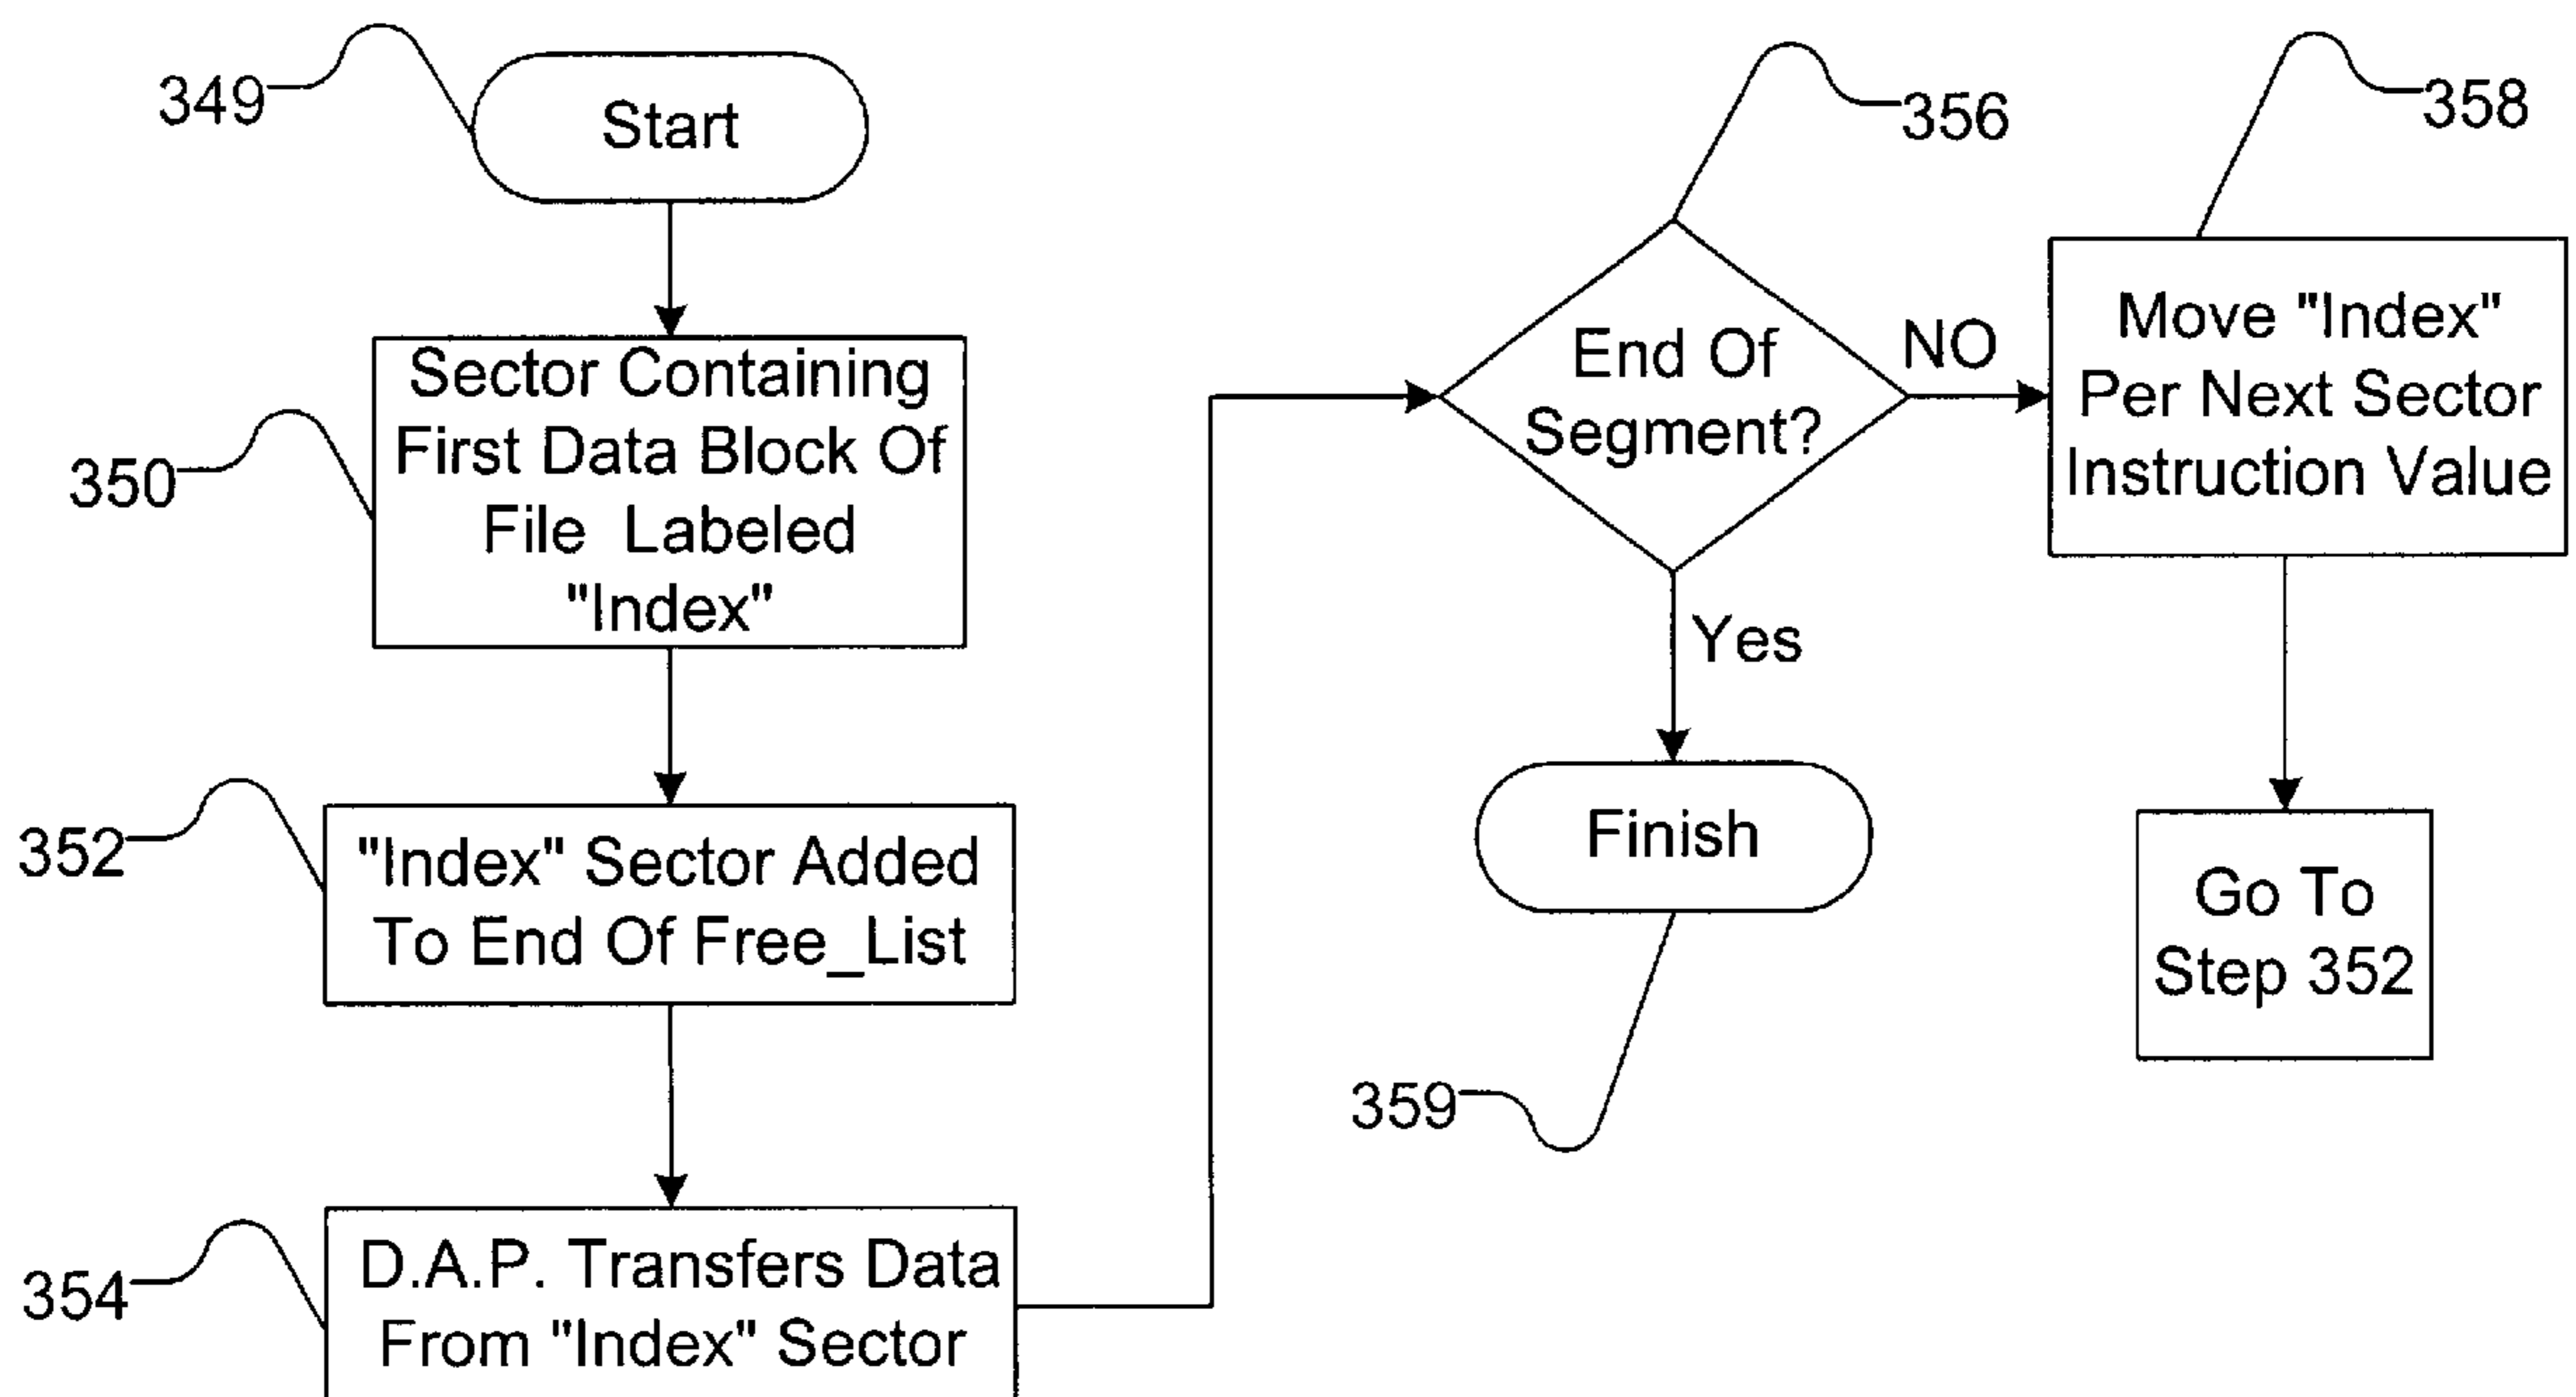 349
Start
350
Sector Containing
First Data Block Of
File Labeled
"Index"
352
"Index" Sector Added
To End Of Free_List
354
D.A.P. Transfers Data
From "Index" Sector
356
End Of
Segment?
NO
Yes
358
Move "Index"
Per Next Sector
Instruction Value
Finish
359
Go To
Step 352